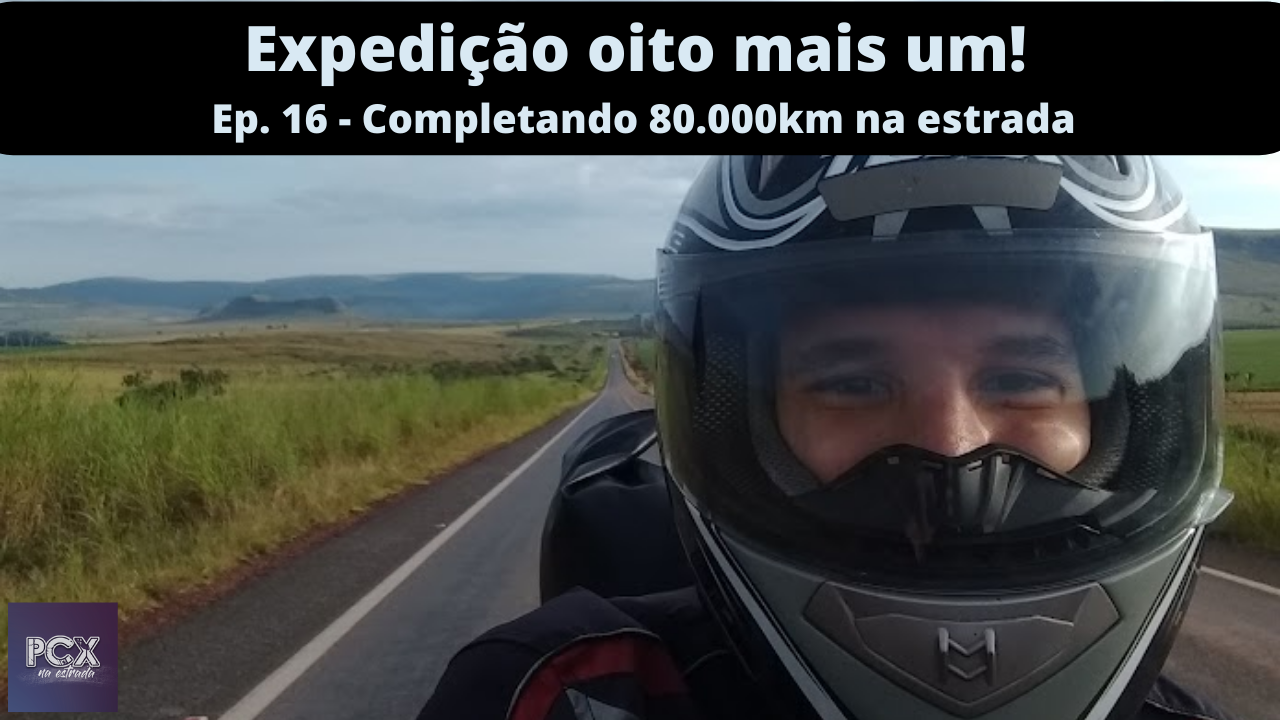 Expedição oito mais um!
Ep. 16 - Completando 80.000km na estrada
PCX
na estrada